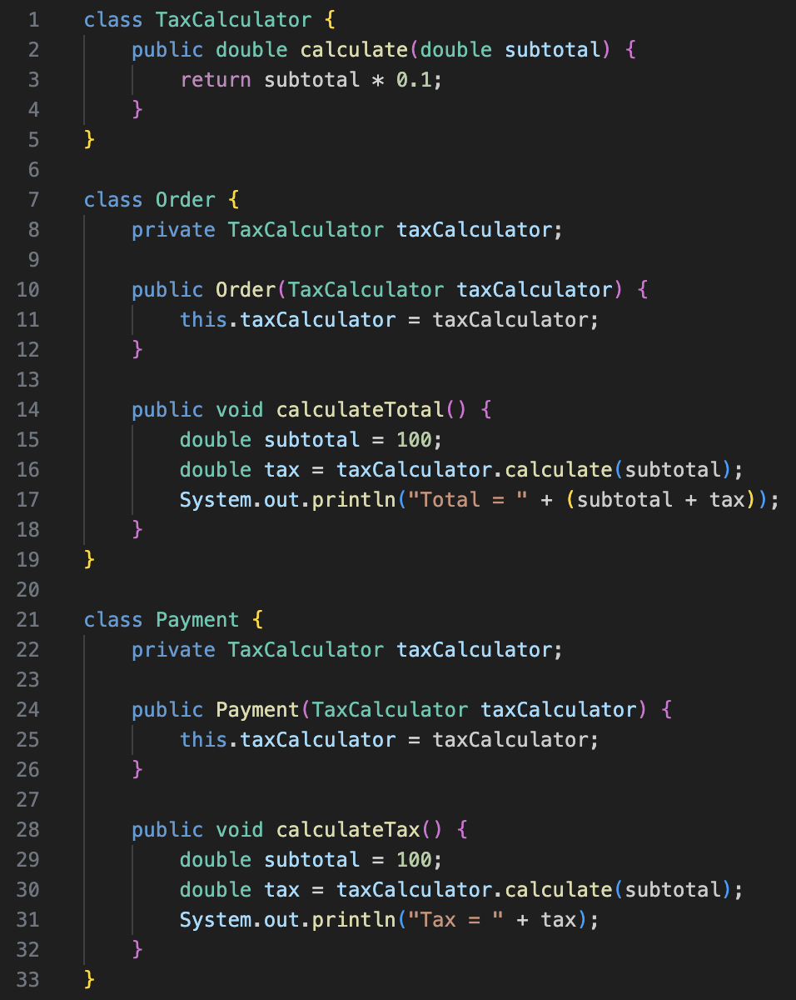 1 class TaxCalculator {
2 public double calculate(double subtotal) {
3 return subtotal * 0.1;
4 }
5 }
6
7 class Order {
8 private TaxCalculator taxCalculator;
9
10 public Order(TaxCalculator taxCalculator) {
11 this.taxCalculator = taxCalculator;
12 }
13
14 public void calculateTotal() {
15 double subtotal = 100;
16 double tax = taxCalculator.calculate(subtotal);
17 System.out.println("Total = " + (subtotal + tax));
18 }
19 }
20
21 class Payment {
22 private TaxCalculator taxCalculator;
23
24 public Payment(TaxCalculator taxCalculator) {
25 this.taxCalculator = taxCalculator;
26 }
27
28 public void calculateTax() {
29 double subtotal = 100;
30 double tax = taxCalculator.calculate(subtotal);
31 System.out.println("Tax = " + tax);
32 }
33 }